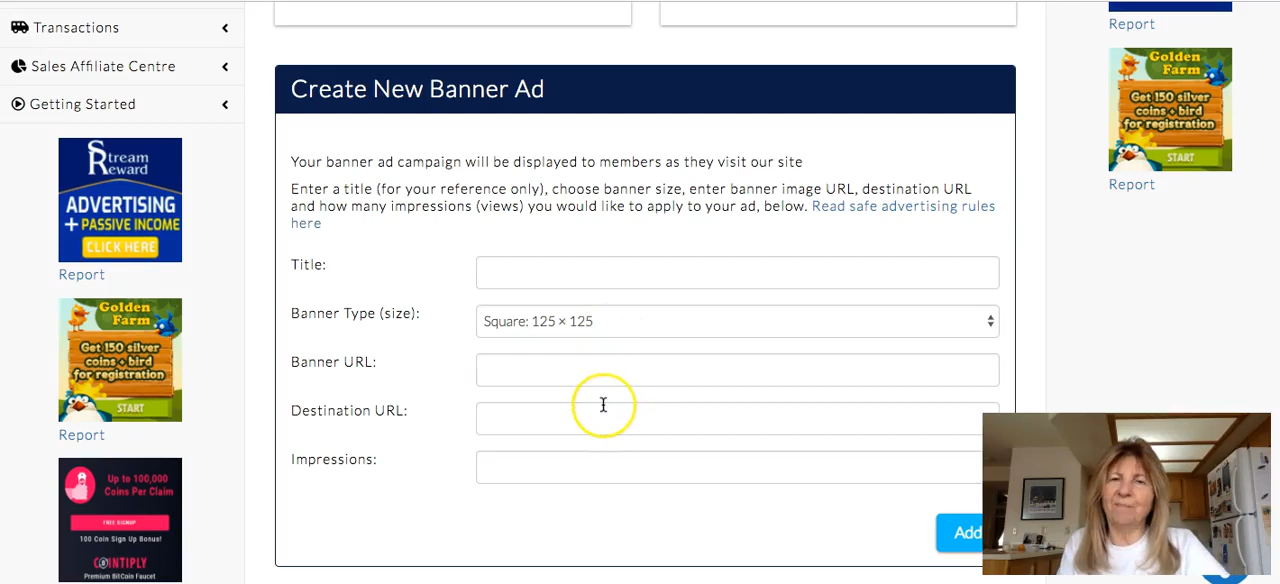 Transactions
Sales Affiliate Centre
Getting Started
Stream
Reward
ADVERTISING
+ PASSIVE INCOME
CLICK HERE
Report
Golden
Farm
Get 150 silver
coins + bird
for registration
START
Report
Up to 100,000
Coins Per Claim
FREE SIGNUP
100 Coin Sign Up Bonus!
COINTIPLY
Premium BitCoin Faucet
Create New Banner Ad
Your banner ad campaign will be displayed to members as they visit our site
Enter a title (for your reference only), choose banner size, enter banner image URL, destination URL
and how many impressions (views) you would like to apply to your ad, below. Read safe advertising rules
here
Title:
Banner Type (size):
Square: 125 × 125
Banner URL:
Destination URL:
Impressions:
Add
Report
Golden
Farm
Get 150 silver
coins + bird
for registration
START
Report